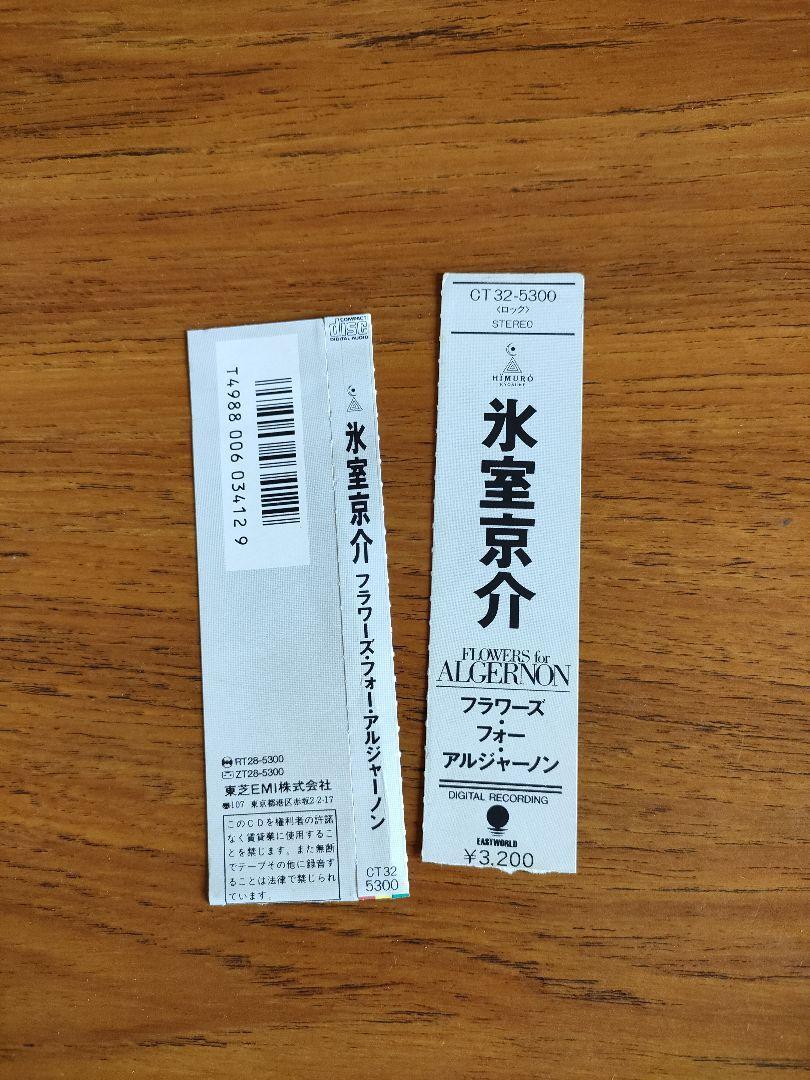 T4988 006 03412 9
RT28-5300
ZT28-5300
東芝EMI株式会社
〠107 東京都港区赤坂2-2-17
このCDを権利者の許諾
なく賃貸業に使用するこ
とを禁じます。また無断
でテープその他に録音す
ることは法律で禁じられ
ています。
COMPACT
disc
DIGITAL AUDIO
氷室京介
フラワーズ・フォー・アルジャーノン
CT32
5300
CT32-5300
〈ロック〉
STEREO
HIMURO
KYOSUKE
氷室京介
FLOWERS for
ALGERNON
フラワーズ
・
フォー
・
アルジャーノン
DIGITAL RECORDING
EASTWORLD
¥3,200